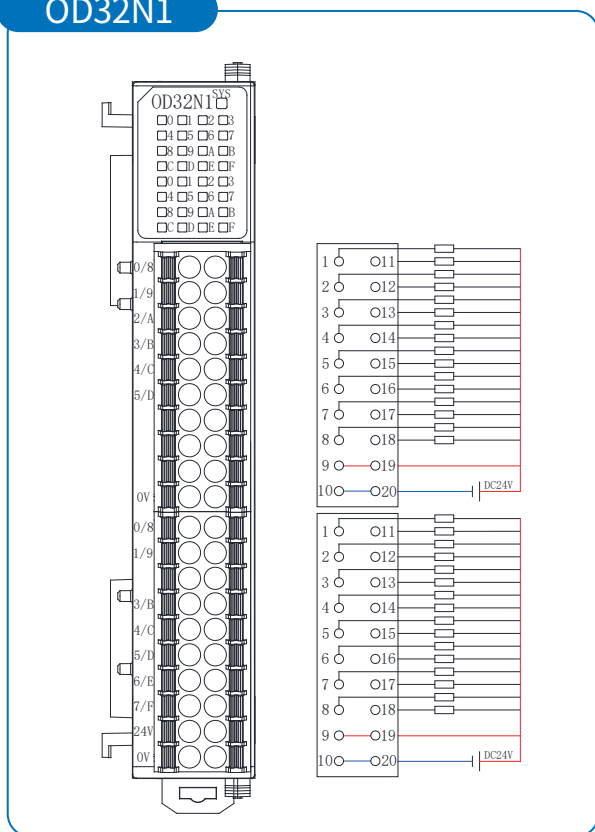 OD32N1
OD32N1 SYS
0 1 2 3
4 5 6 7
8 9 A B
C D E F
0 1 2 3
4 5 6 7
8 9 A B
C D E F
0/8
1/9
2/A
3/B
4/C
5/D
0V
0/8
1/9
3/B
4/C
5/D
6/E
7/F
24V
0V
1 11
2 12
3 13
4 14
5 15
6 16
7 17
8 18
9 19
10 20 DC24V
1 11
2 12
3 13
4 14
5 15
6 16
7 17
8 18
9 19
10 20 DC24V